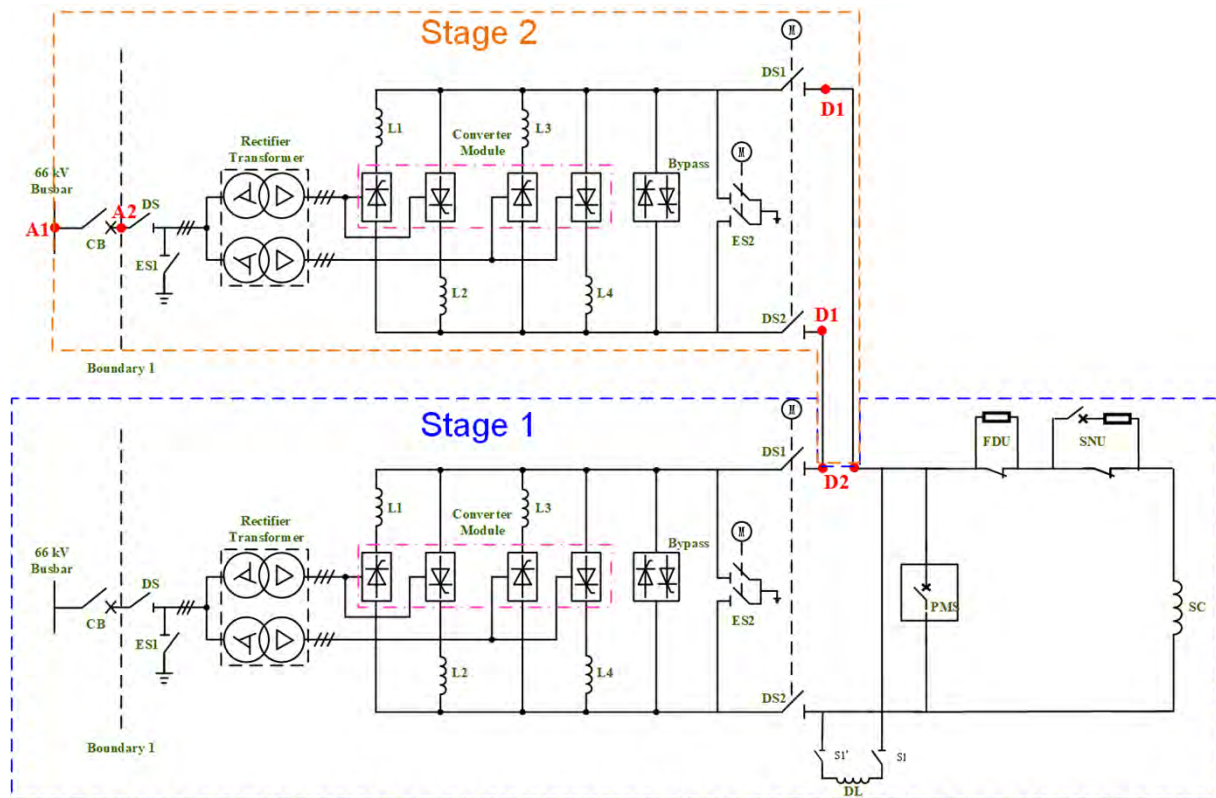 Stage 2
M
DS1
D1
L1
L3
Rectifier
Transformer
Converter
Module
Bypass
M
66 kV
Busbar
A1
CB
A2
DS
ES1
ES2
L2
L4
DS2
D1
Boundary 1
Stage 1
M
DS1
D2
FDU
SNU
L1
L3
Rectifier
Transformer
Converter
Module
Bypass
M
66 kV
Busbar
CB
DS
ES1
ES2
PMS
SC
L2
L4
DS2
Boundary 1
S1'
S1
DL